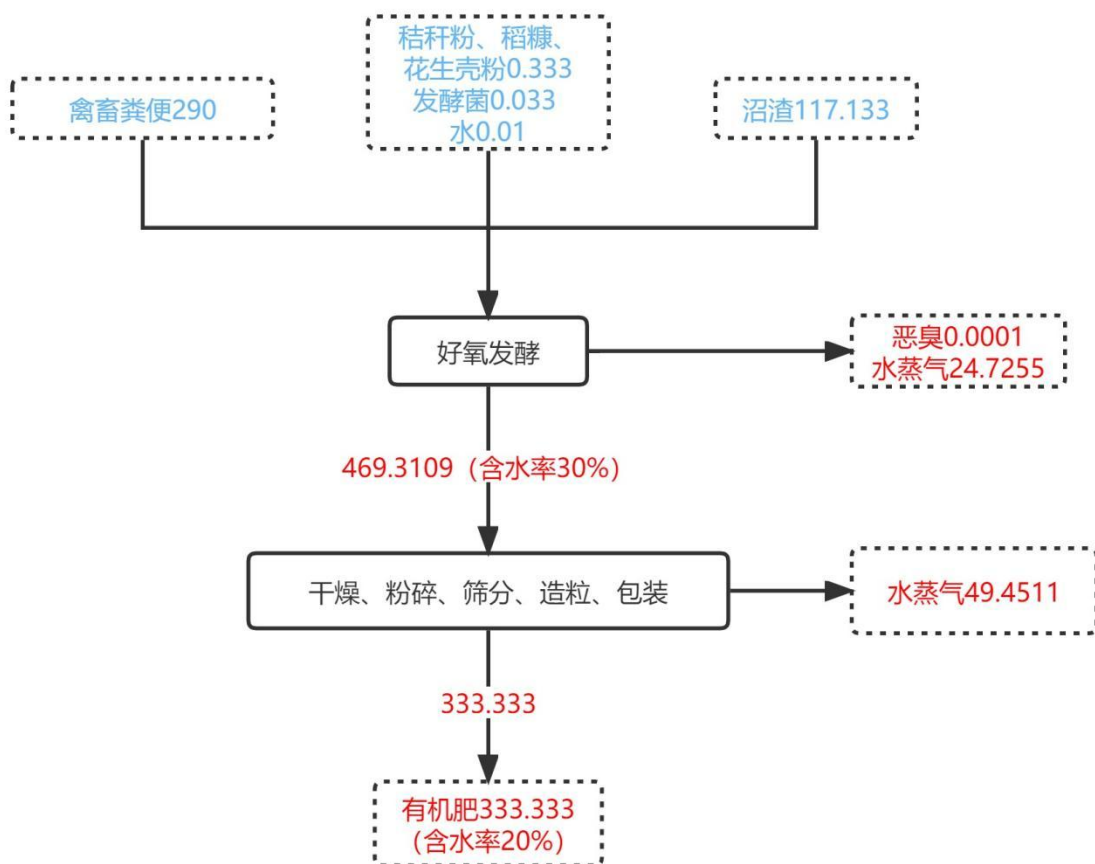 禽畜粪便290
秸秆粉、稻糠、
花生壳粉0.333
发酵菌0.033
水0.01
沼渣117.133
好氧发酵
恶臭0.0001
水蒸气24.7255
469.3109（含水率30%）
干燥、粉碎、筛分、造粒、包装
水蒸气49.4511
333.333
有机肥333.333
（含水率20%）